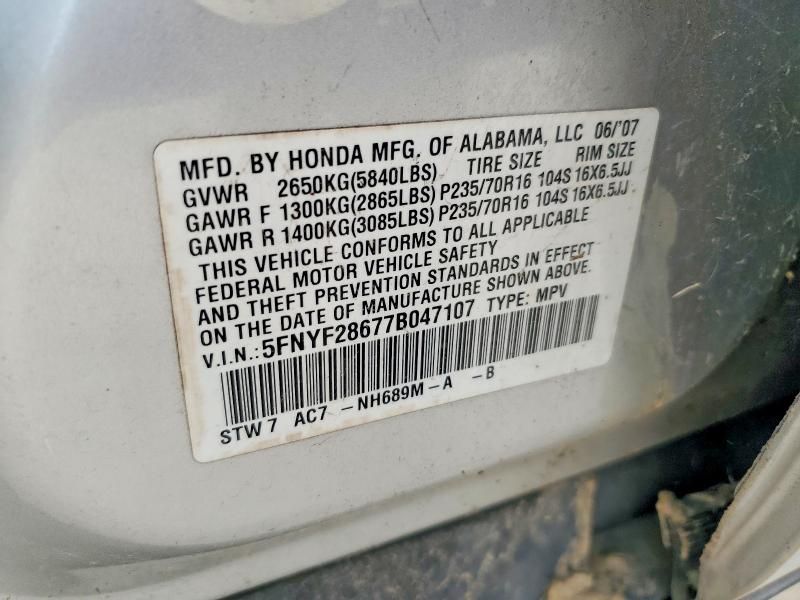 MFD. BY HONDA MFG. OF ALABAMA, LLC 06/'07
GVWR 2650KG(5840LBS) TIRE SIZE RIM SIZE
GAWR F 1300KG(2865LBS) P235/70R16 104S 16X6.5JJ
GAWR R 1400KG(3085LBS) P235/70R16 104S 16X6.5JJ
THIS VEHICLE CONFORMS TO ALL APPLICABLE
FEDERAL MOTOR VEHICLE SAFETY
AND THEFT PREVENTION STANDARDS IN EFFECT
ON THE DATE OF MANUFACTURE SHOWN ABOVE.
V.I.N.:5FNYF28677B047107 TYPE: MPV
STW7 AC7 -NH689M-A -B